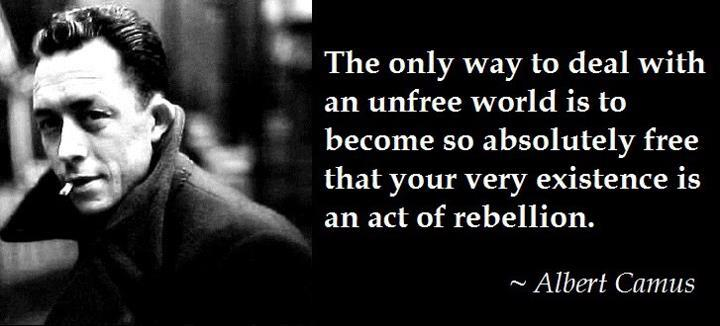 The only way to deal with
an unfree world is to
become so absolutely free
that your very existence is
an act of rebellion.
~ Albert Camus